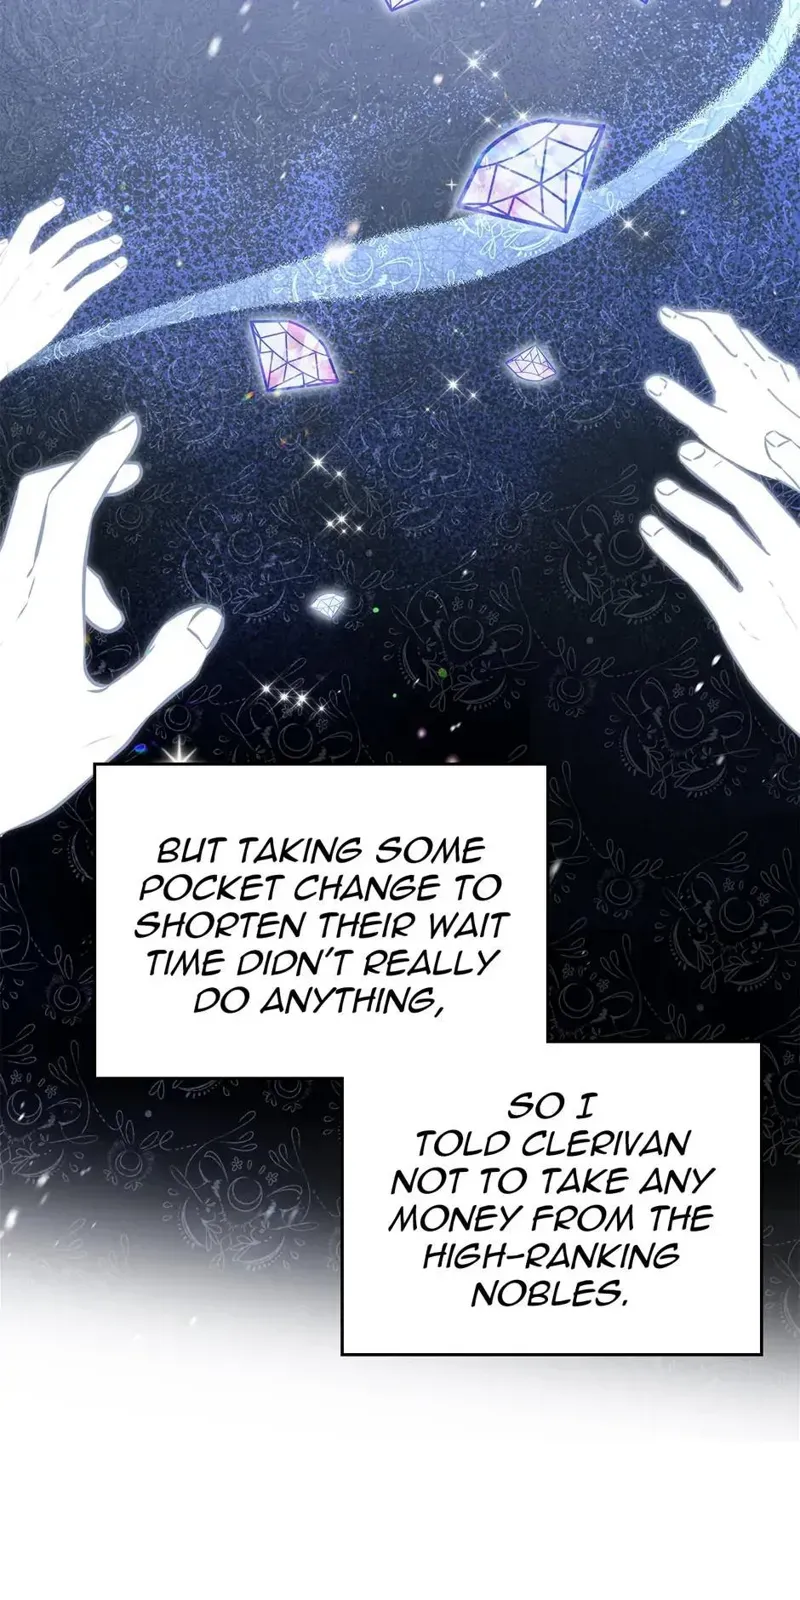 BUT TAKING SOME
POCKET CHANGE TO
SHORTEN THEIR WAIT
TIME DIDN'T REALLY
DO ANYTHING,
SO I
TOLD CLERIVAN
NOT TO TAKE ANY
MONEY FROM THE
HIGH-RANKING
NOBLES.